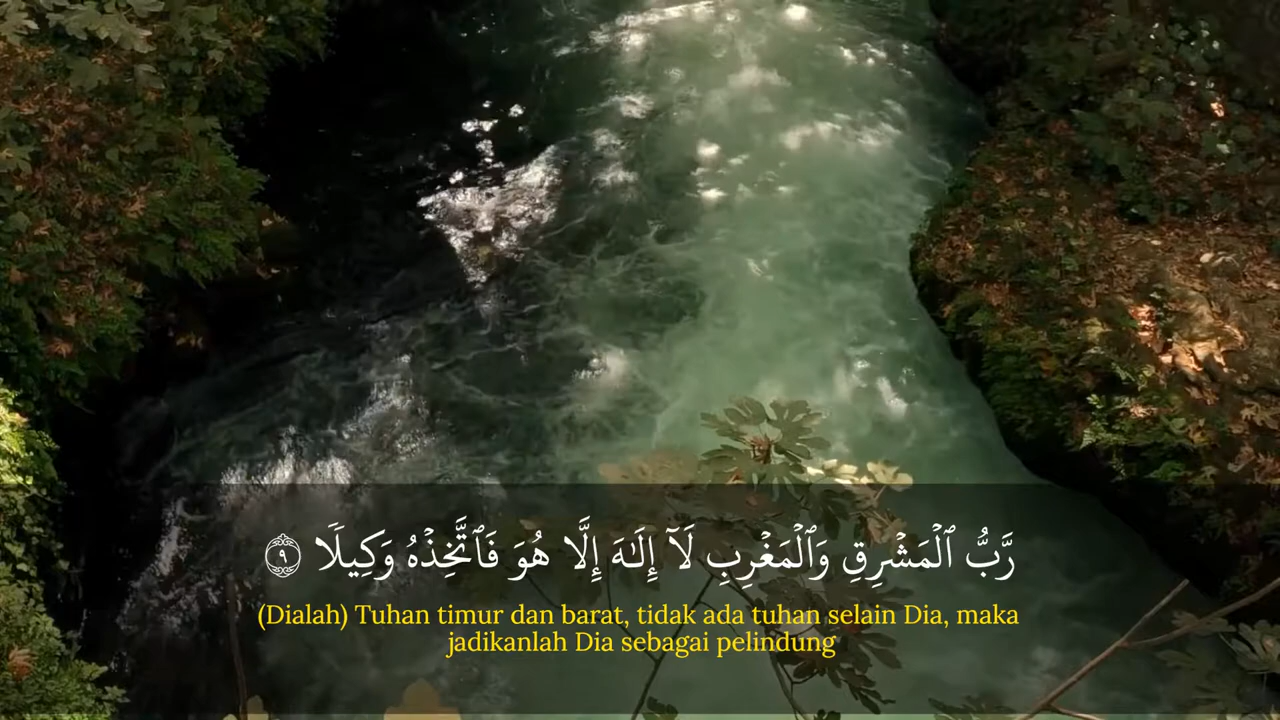 رَّبُّ ٱلْمَشْرِقِ وَٱلْمَغْرِبِ لَآ إِلَـٰهَ إِلَّا هُوَ فَٱتَّخِذْهُ وَكِيلًا ٩
(Dialah) Tuhan timur dan barat, tidak ada tuhan selain Dia, maka
jadikanlah Dia sebagai pelindung